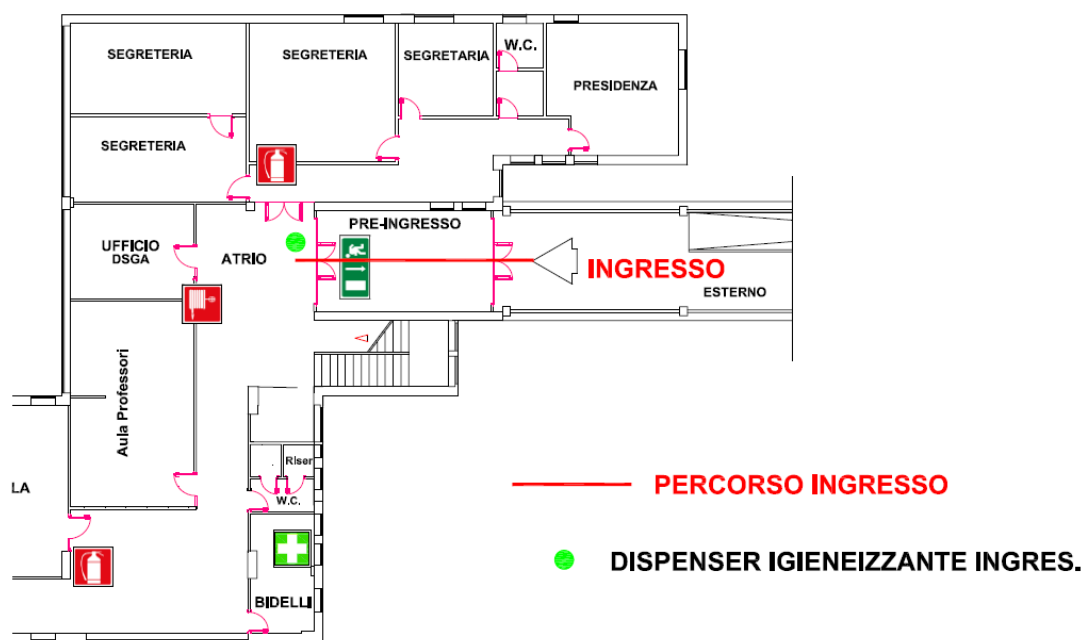 SEGRETERIA
SEGRETERIA
SEGRETARIA
W.C.
PRESIDENZA
SEGRETERIA
UFFICIO
DSGA
ATRIO
PRE-INGRESSO
INGRESSO
ESTERNO
Aula Professori
LA
Riser
W.C.
BIDELLI
PERCORSO INGRESSO
DISPENSER IGIENEIZZANTE INGRES.